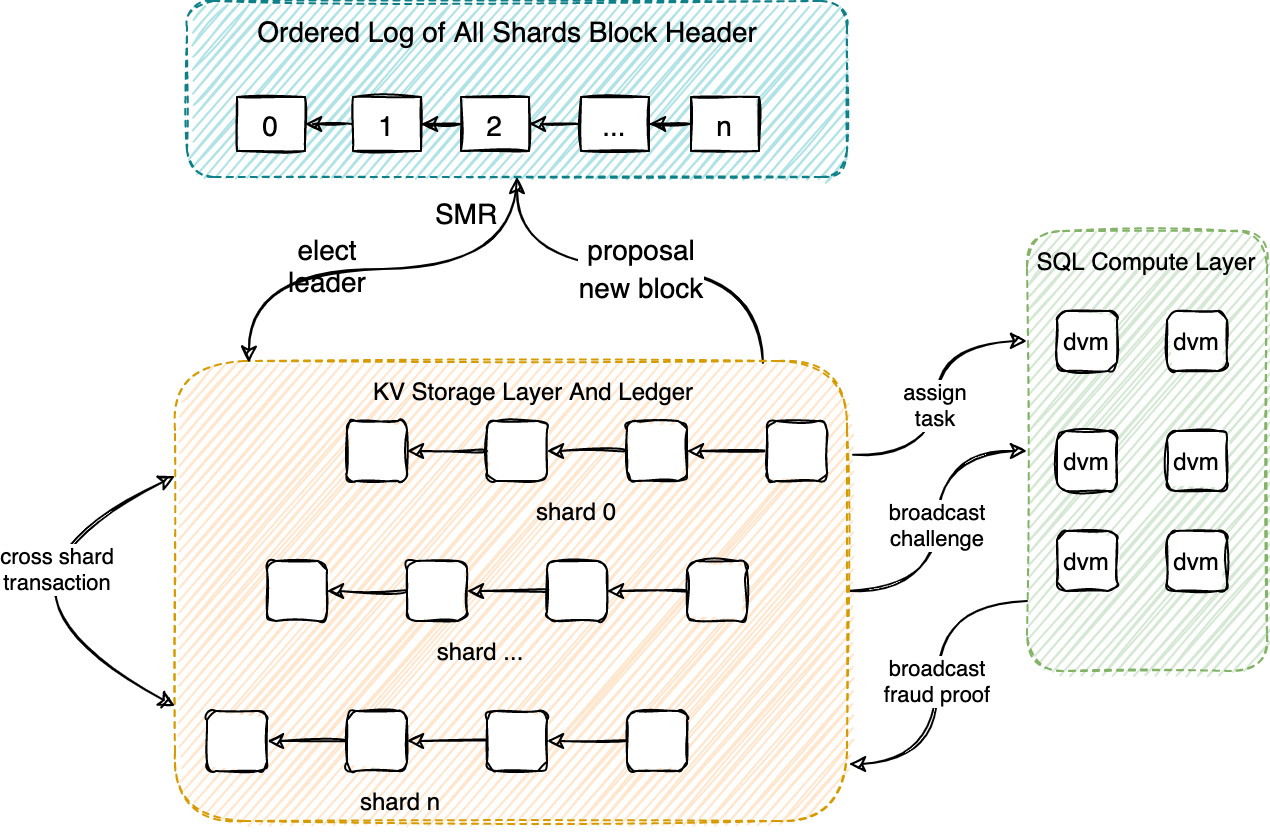 Ordered Log of All Shards Block Header
0
1
2
...
n
SMR
elect
leader
proposal
new block
SQL Compute Layer
dvm
dvm
dvm
dvm
dvm
dvm
KV Storage Layer And Ledger
shard 0
shard ...
shard n
assign
task
broadcast
challenge
broadcast
fraud proof
cross shard
transaction